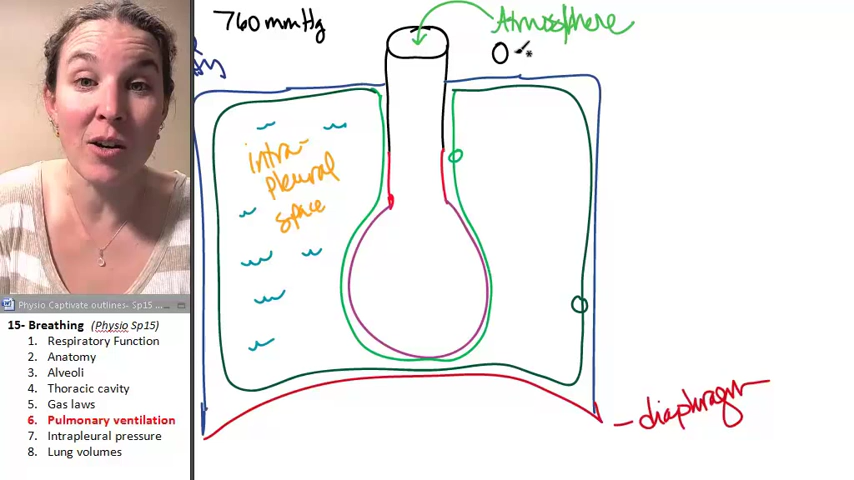 760 mmHg
Atmosphere
0
intra-
pleural
space
-diaphragm
Physio Captivate outlines- Sp15 ...
15- Breathing (Physio Sp15)
1. Respiratory Function
2. Anatomy
3. Alveoli
4. Thoracic cavity
5. Gas laws
6. Pulmonary ventilation
7. Intrapleural pressure
8. Lung volumes